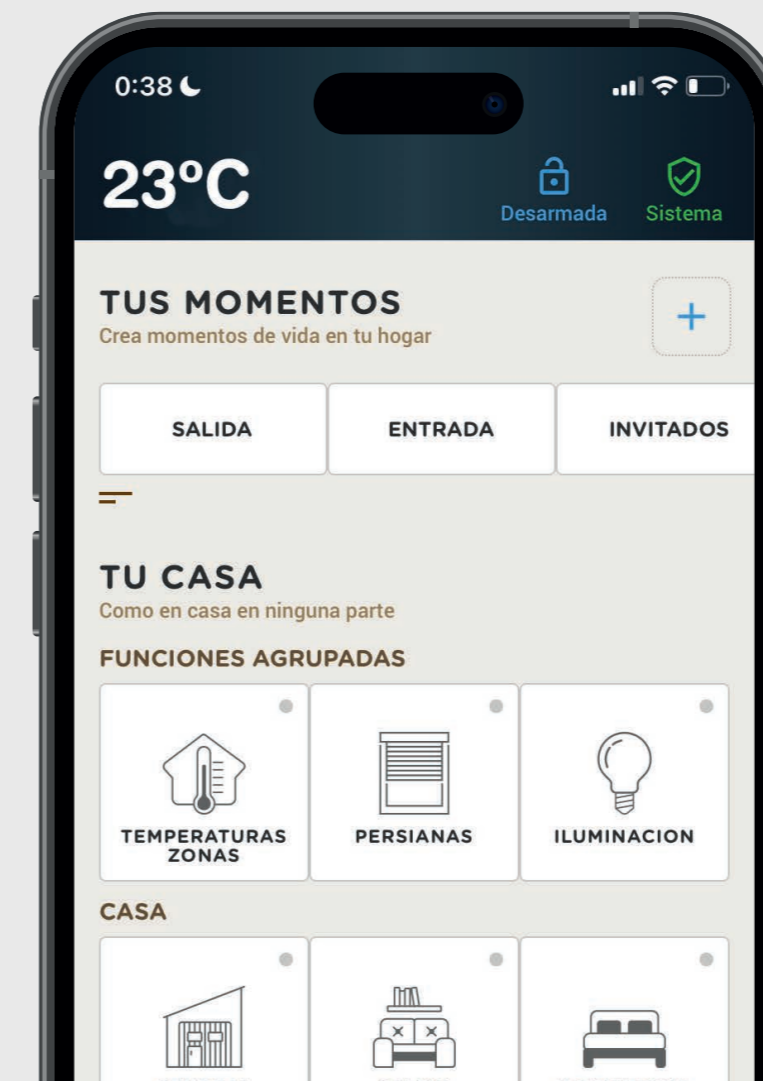 0:38
23ºC
Desarmada
Sistema
TUS MOMENTOS
Crea momentos de vida en tu hogar
+
SALIDA
ENTRADA
INVITADOS
TU CASA
Como en casa en ninguna parte
FUNCIONES AGRUPADAS
TEMPERATURAS
ZONAS
PERSIANAS
ILUMINACION
CASA